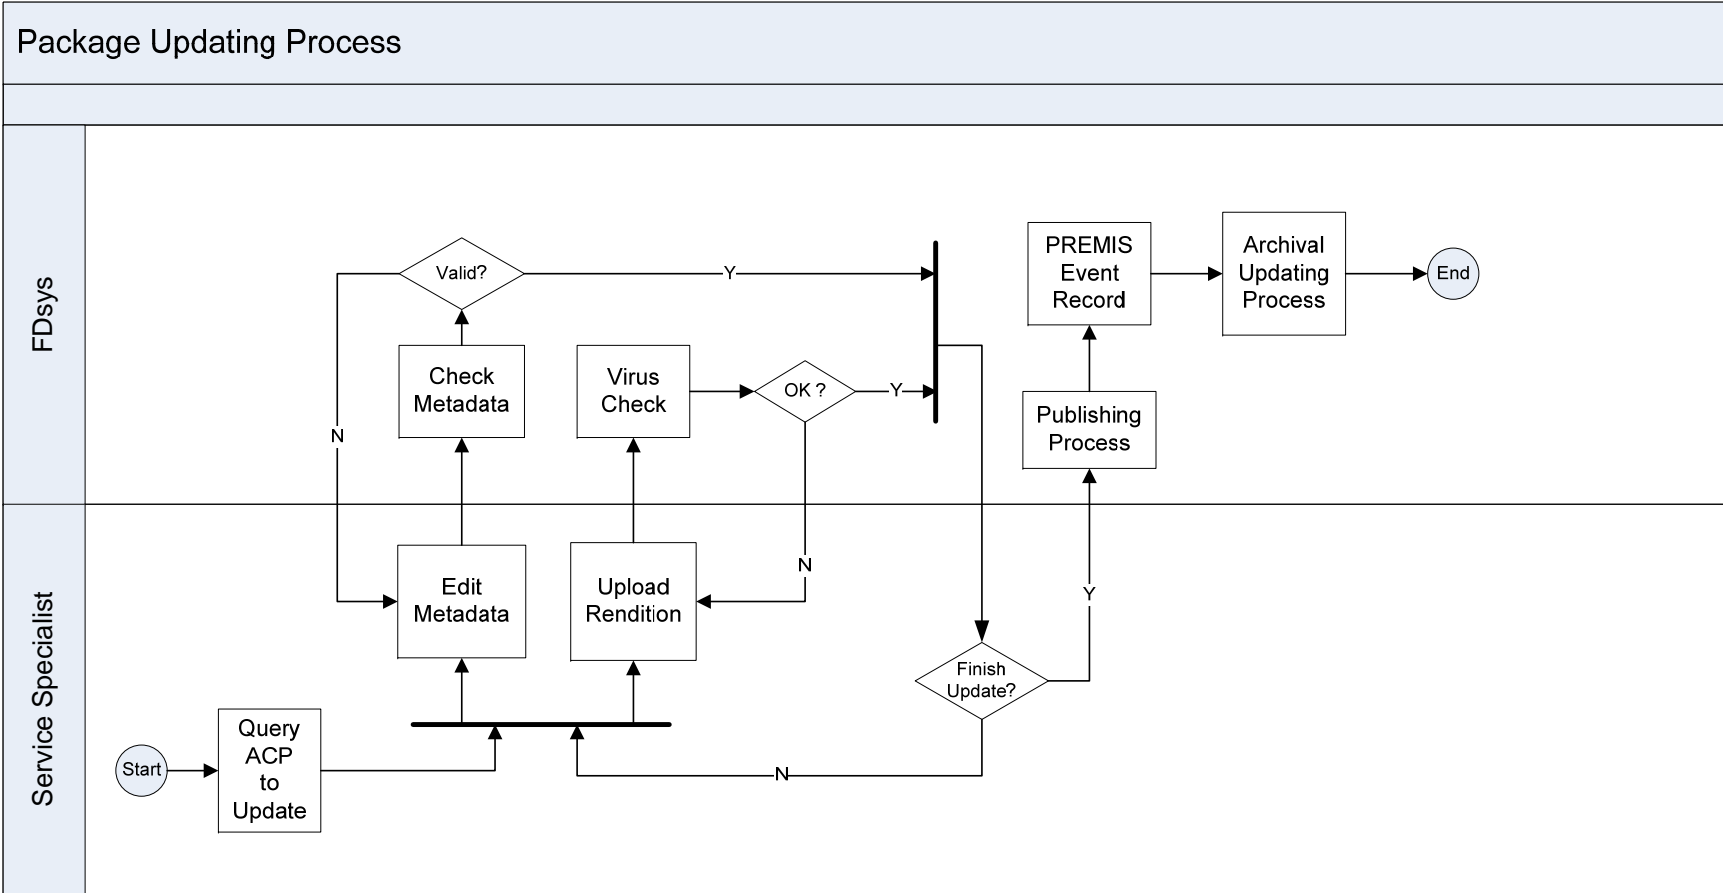 Package Updating Process
FDsys
Valid?
Y
PREMIS
Event
Record
Archival
Updating
Process
End
Check
Metadata
Virus
Check
OK ?
Y
Publishing
Process
N
Service Specialist
Edit
Metadata
Upload
Rendition
N
Y
Finish
Update?
Start
Query
ACP
to
Update
N